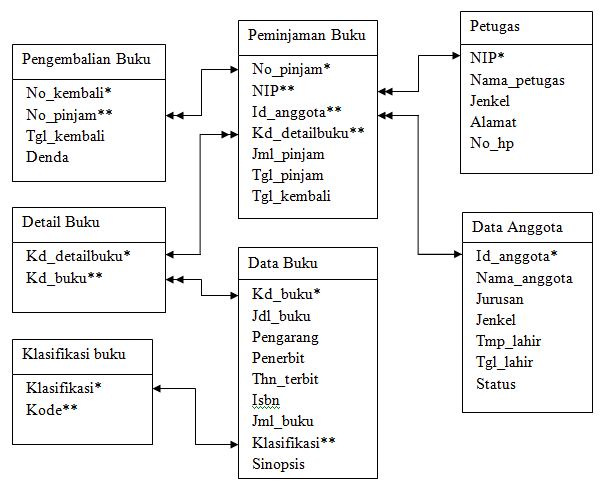 Pengembalian Buku
No_kembali*
No_pinjam**
Tgl_kembali
Denda
Peminjaman Buku
No_pinjam*
NIP**
Id_anggota**
Kd_detailbuku**
Jml_pinjam
Tgl_pinjam
Tgl_kembali
Petugas
NIP*
Nama_petugas
Jenkel
Alamat
No_hp
Detail Buku
Kd_detailbuku*
Kd_buku**
Data Buku
Kd_buku*
Jdl_buku
Pengarang
Penerbit
Thn_terbit
Isbn
Jml_buku
Klasifikasi**
Sinopsis
Data Anggota
Id_anggota*
Nama_anggota
Jurusan
Jenkel
Tmp_lahir
Tgl_lahir
Status
Klasifikasi buku
Klasifikasi*
Kode**